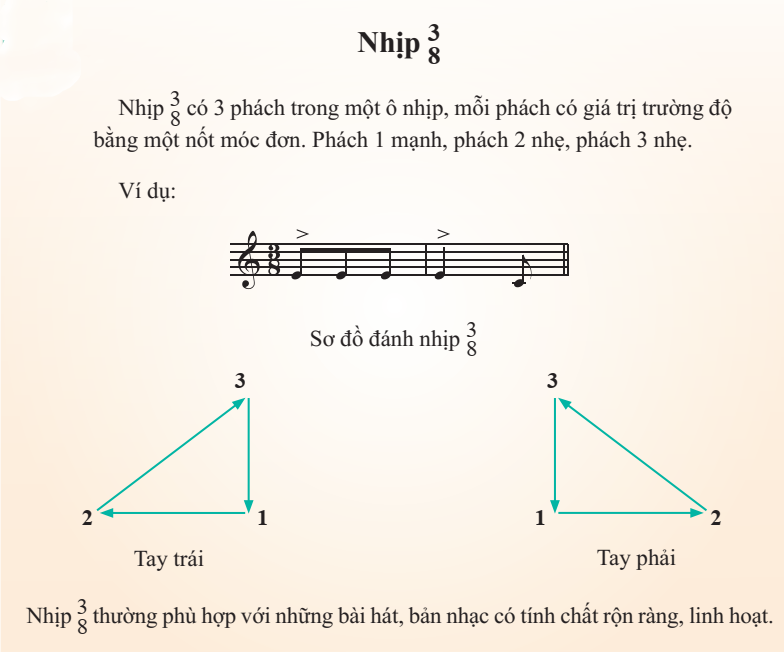 Nhịp 3/8
Nhịp 3/8 có 3 phách trong một ô nhịp, mỗi phách có giá trị trường độ
bằng một nốt móc đơn. Phách 1 mạnh, phách 2 nhẹ, phách 3 nhẹ.
Ví dụ:
3/8
Sơ đồ đánh nhịp 3/8
3 3
2 1 1 2
Tay trái Tay phải
Nhịp 3/8 thường phù hợp với những bài hát, bản nhạc có tính chất rộn ràng, linh hoạt.